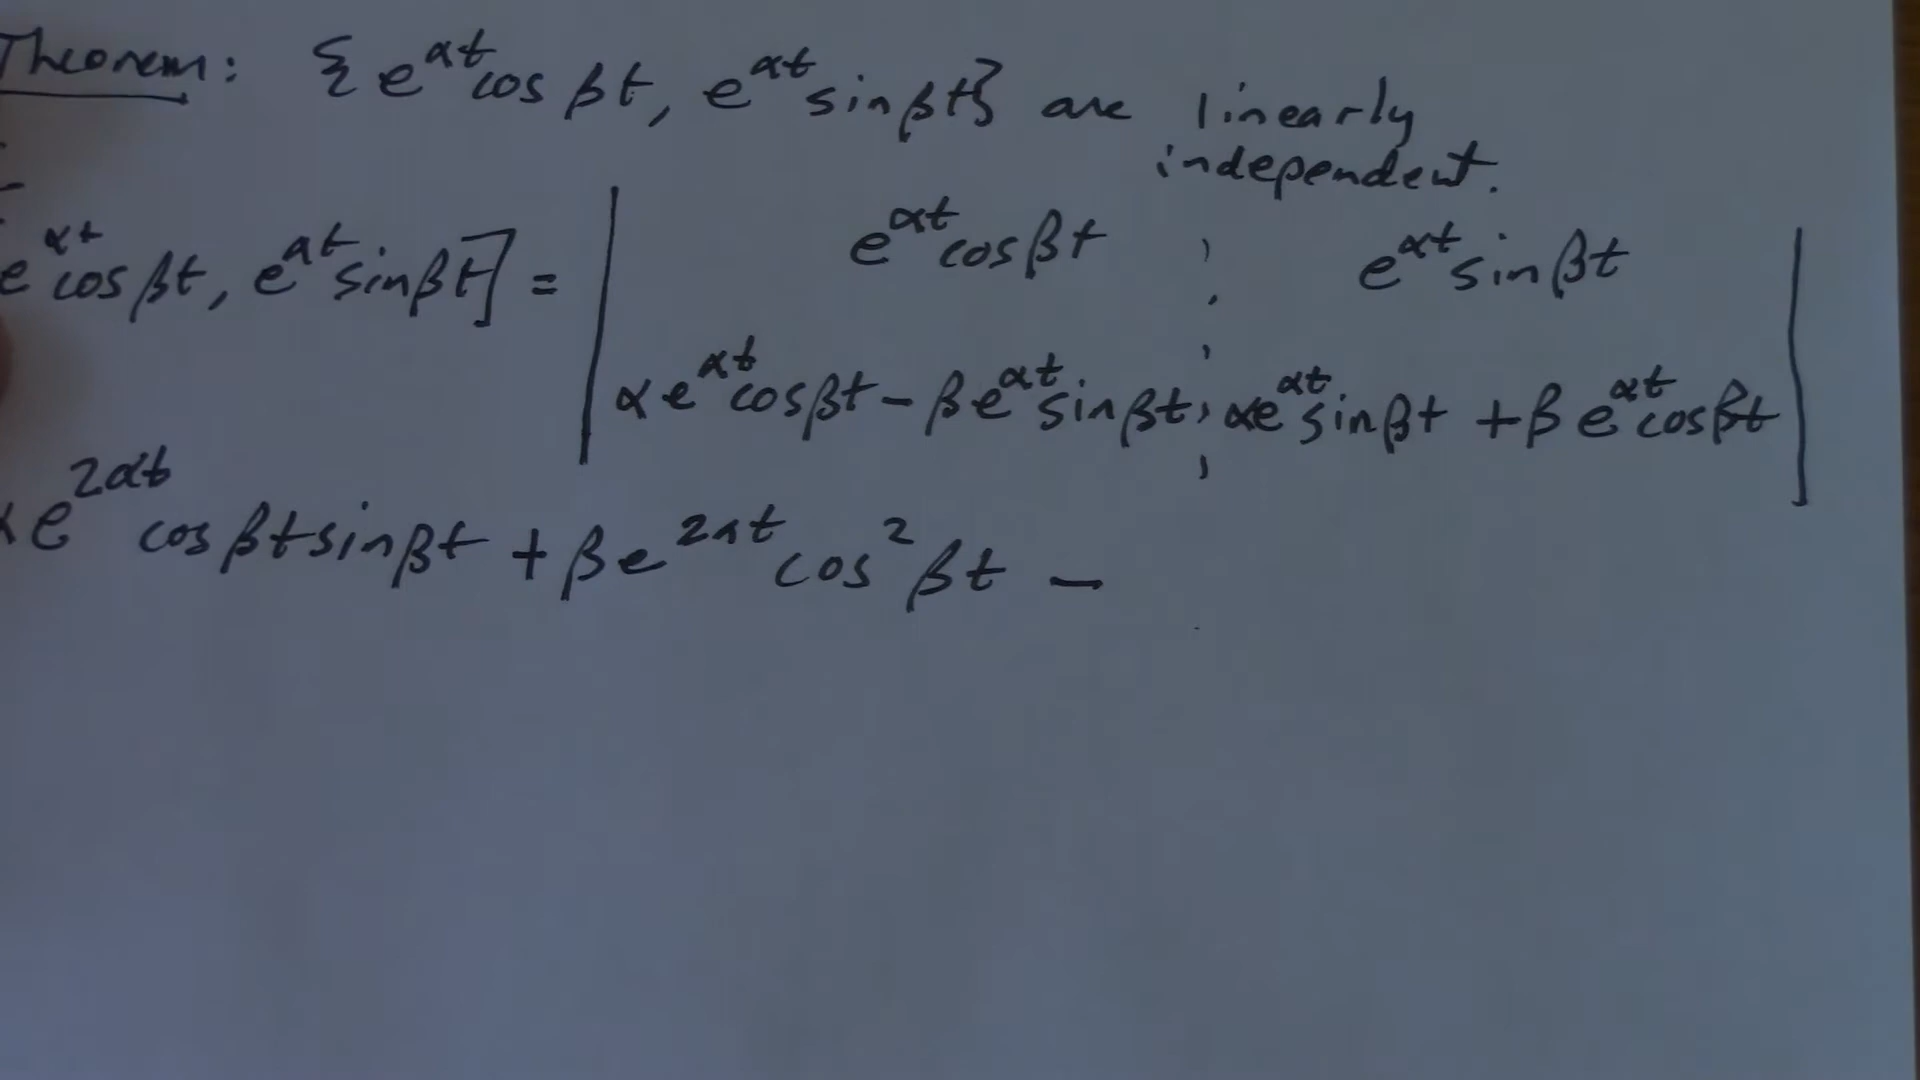 Theorem: {e^{αt}cos βt, e^{αt}sin βt} are linearly
independent.
e^{αt}cos βt, e^{αt}sin βt] = | e^{αt}cos βt , e^{αt}sin βt |
| αe^{αt}cos βt - βe^{αt}sin βt , αe^{αt}sin βt + βe^{αt}cos βt |
αe^{2αt} cos βt sin βt + βe^{2αt} cos² βt -